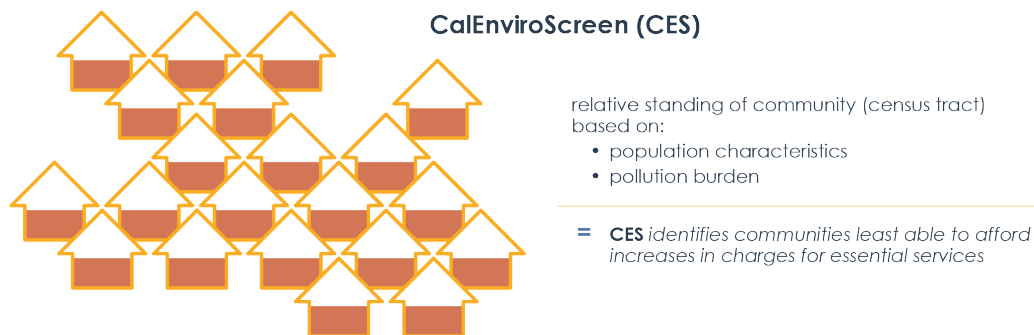 CalEnviroScreen (CES)
relative standing of community (census tract)
based on:
• population characteristics
• pollution burden
= CES identifies communities least able to afford
increases in charges for essential services